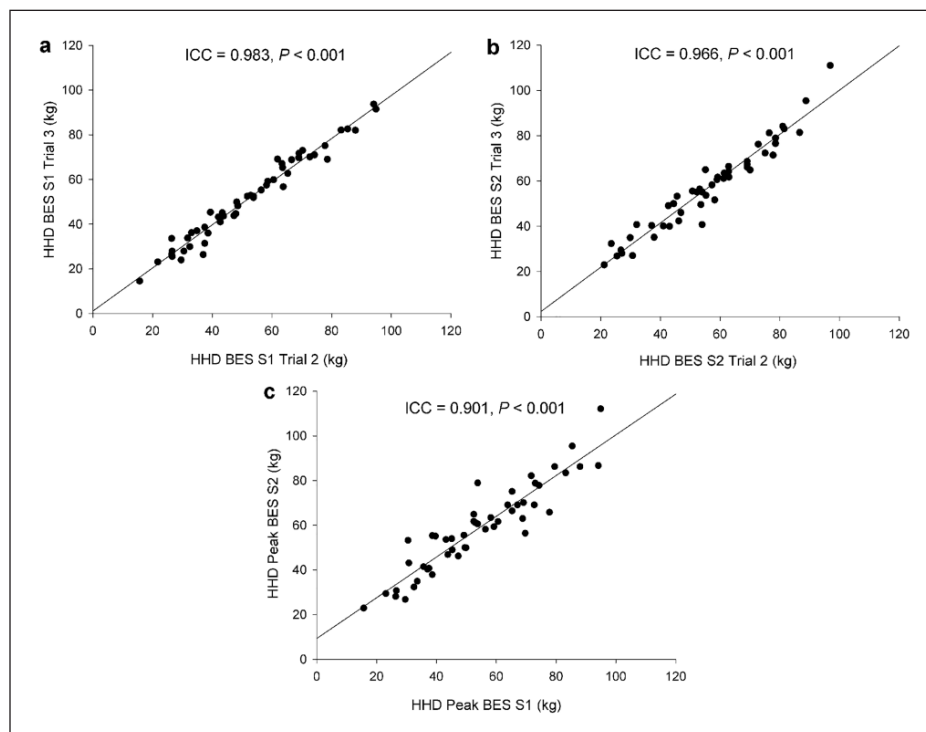 a
ICC = 0.983, P < 0.001
HHD BES S1 Trial 3 (kg)
120
100
80
60
40
20
0
0 20 40 60 80 100 120
HHD BES S1 Trial 2 (kg)
b
ICC = 0.966, P < 0.001
HHD BES S2 Trial 3 (kg)
120
100
80
60
40
20
0
0 20 40 60 80 100 120
HHD BES S2 Trial 2 (kg)
c
ICC = 0.901, P < 0.001
HHD Peak BES S2 (kg)
120
100
80
60
40
20
0
0 20 40 60 80 100 120
HHD Peak BES S1 (kg)